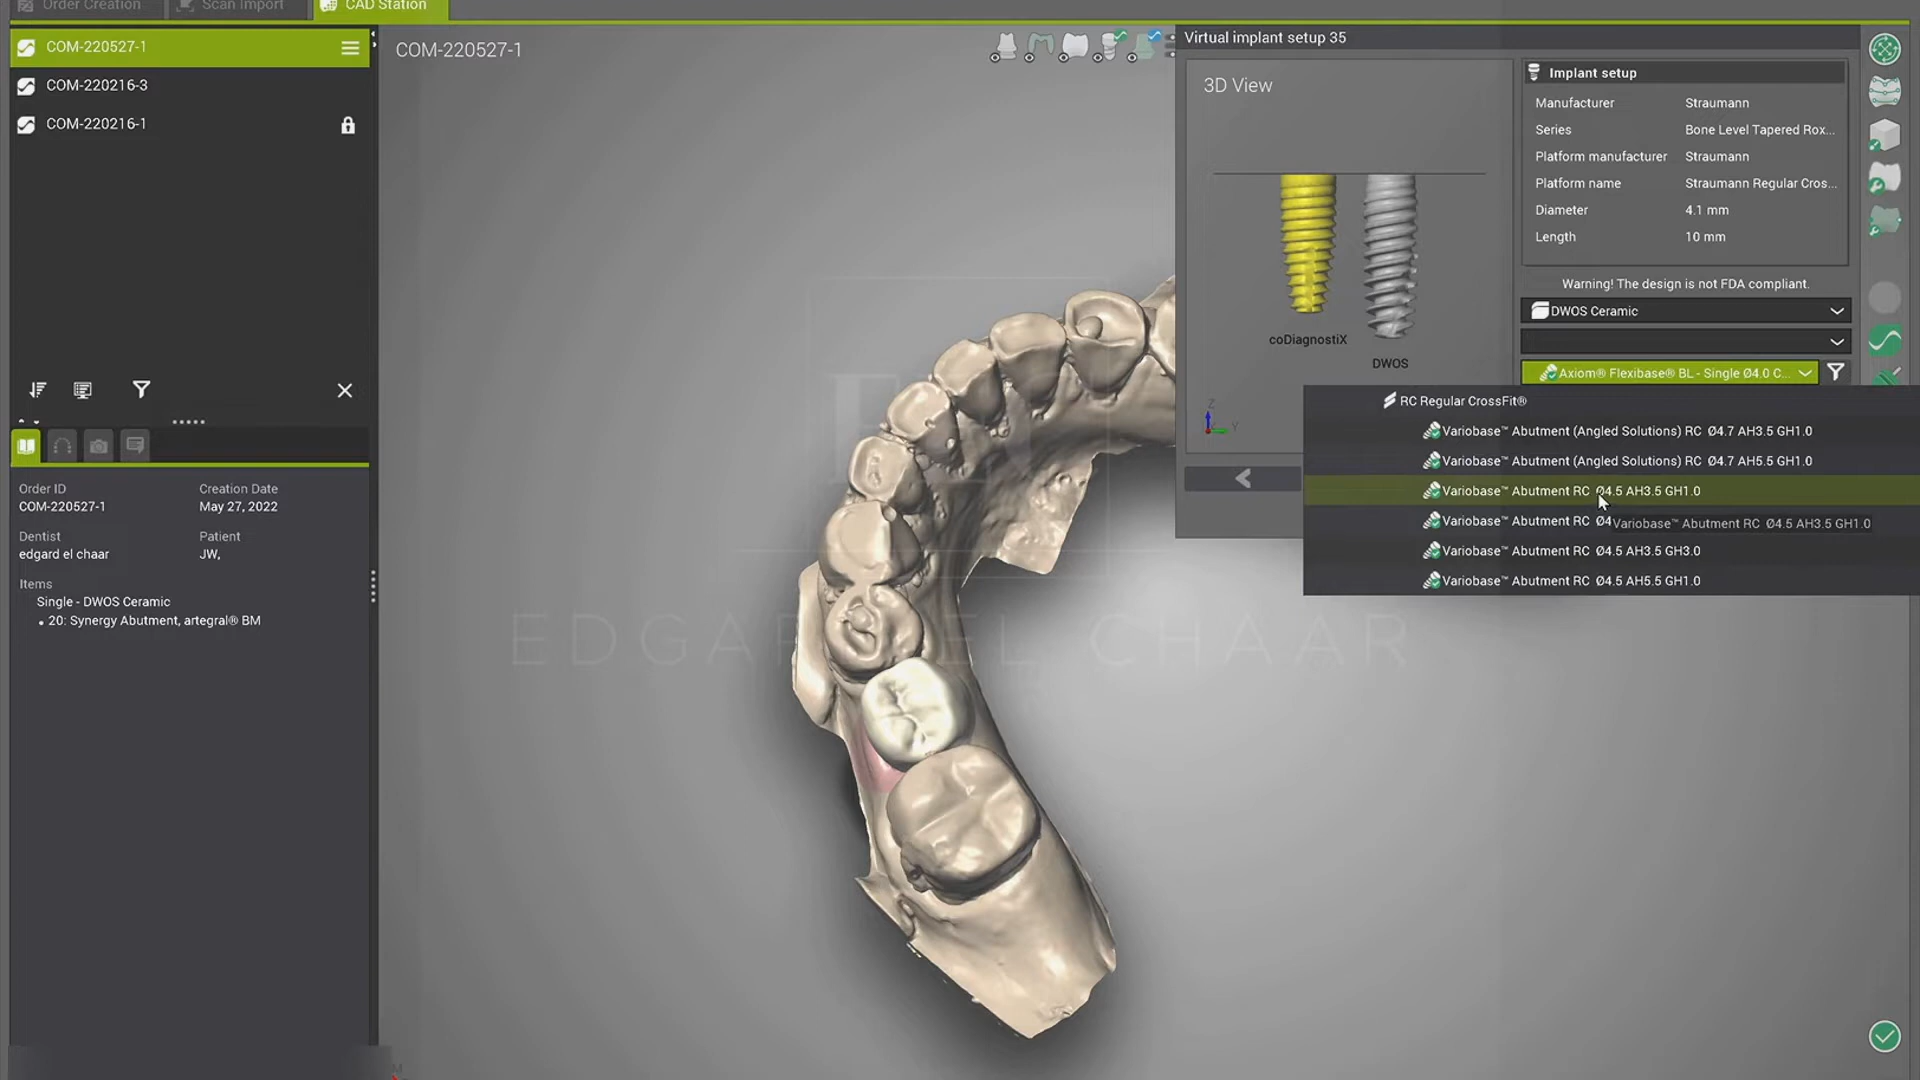 Order Creation
Scan Import
CAD Station
COM-220527-1
COM-220216-3
COM-220216-1
Order ID
Creation Date
COM-220527-1
May 27, 2022
Dentist
Patient
edgard el chaar
JW,
Items
Single - DWOS Ceramic
• 20: Synergy Abutment, artegral® BM
COM-220527-1
EDGAR EL CHAAR
Virtual implant setup 35
3D View
coDiagnostiX
DWOS
Z
Y
Implant setup
Manufacturer Straumann
Series Bone Level Tapered Rox...
Platform manufacturer Straumann
Platform name Straumann Regular Cros...
Diameter 4.1 mm
Length 10 mm
Warning! The design is not FDA compliant.
DWOS Ceramic
Axiom® Flexibase® BL - Single Ø4.0 C...
RC Regular CrossFit®
Variobase™ Abutment (Angled Solutions) RC Ø4.7 AH3.5 GH1.0
Variobase™ Abutment (Angled Solutions) RC Ø4.7 AH5.5 GH1.0
Variobase™ Abutment RC Ø4.5 AH3.5 GH1.0
Variobase™ Abutment RC Ø4
Variobase™ Abutment RC Ø4.5 AH3.5 GH1.0
Variobase™ Abutment RC Ø4.5 AH3.5 GH3.0
Variobase™ Abutment RC Ø4.5 AH5.5 GH1.0